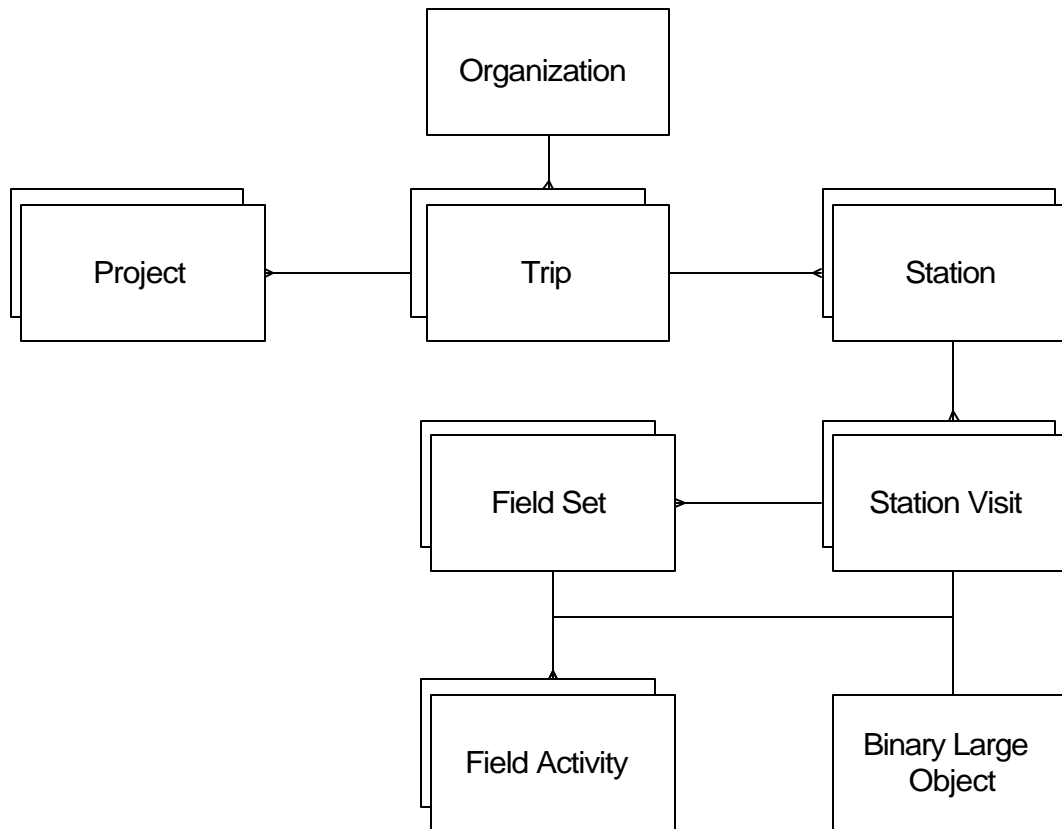 Organization
Project
Trip
Station
Field Set
Station Visit
Field Activity
Binary Large
Object